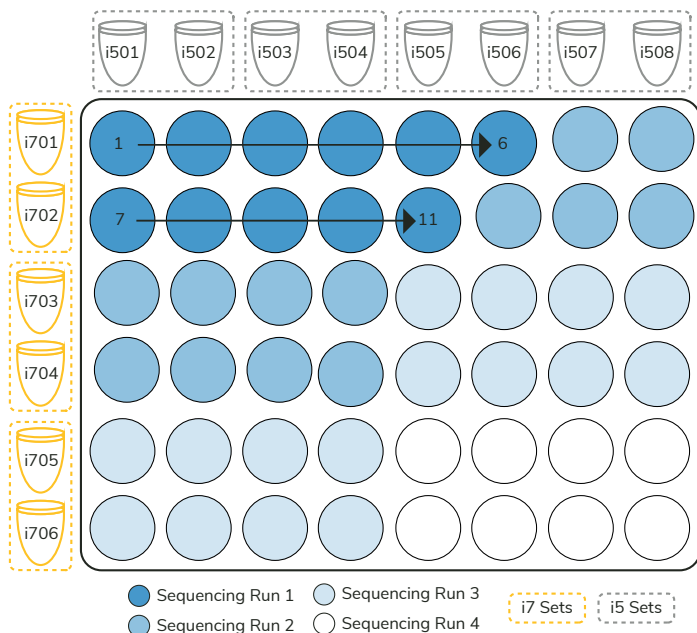 i501 i502 i503 i504 i505 i506 i507 i508
i701
1 6
i702
7 11
i703
i704
i705
i706
Sequencing Run 1 Sequencing Run 3
i7 Sets i5 Sets
Sequencing Run 2 Sequencing Run 4